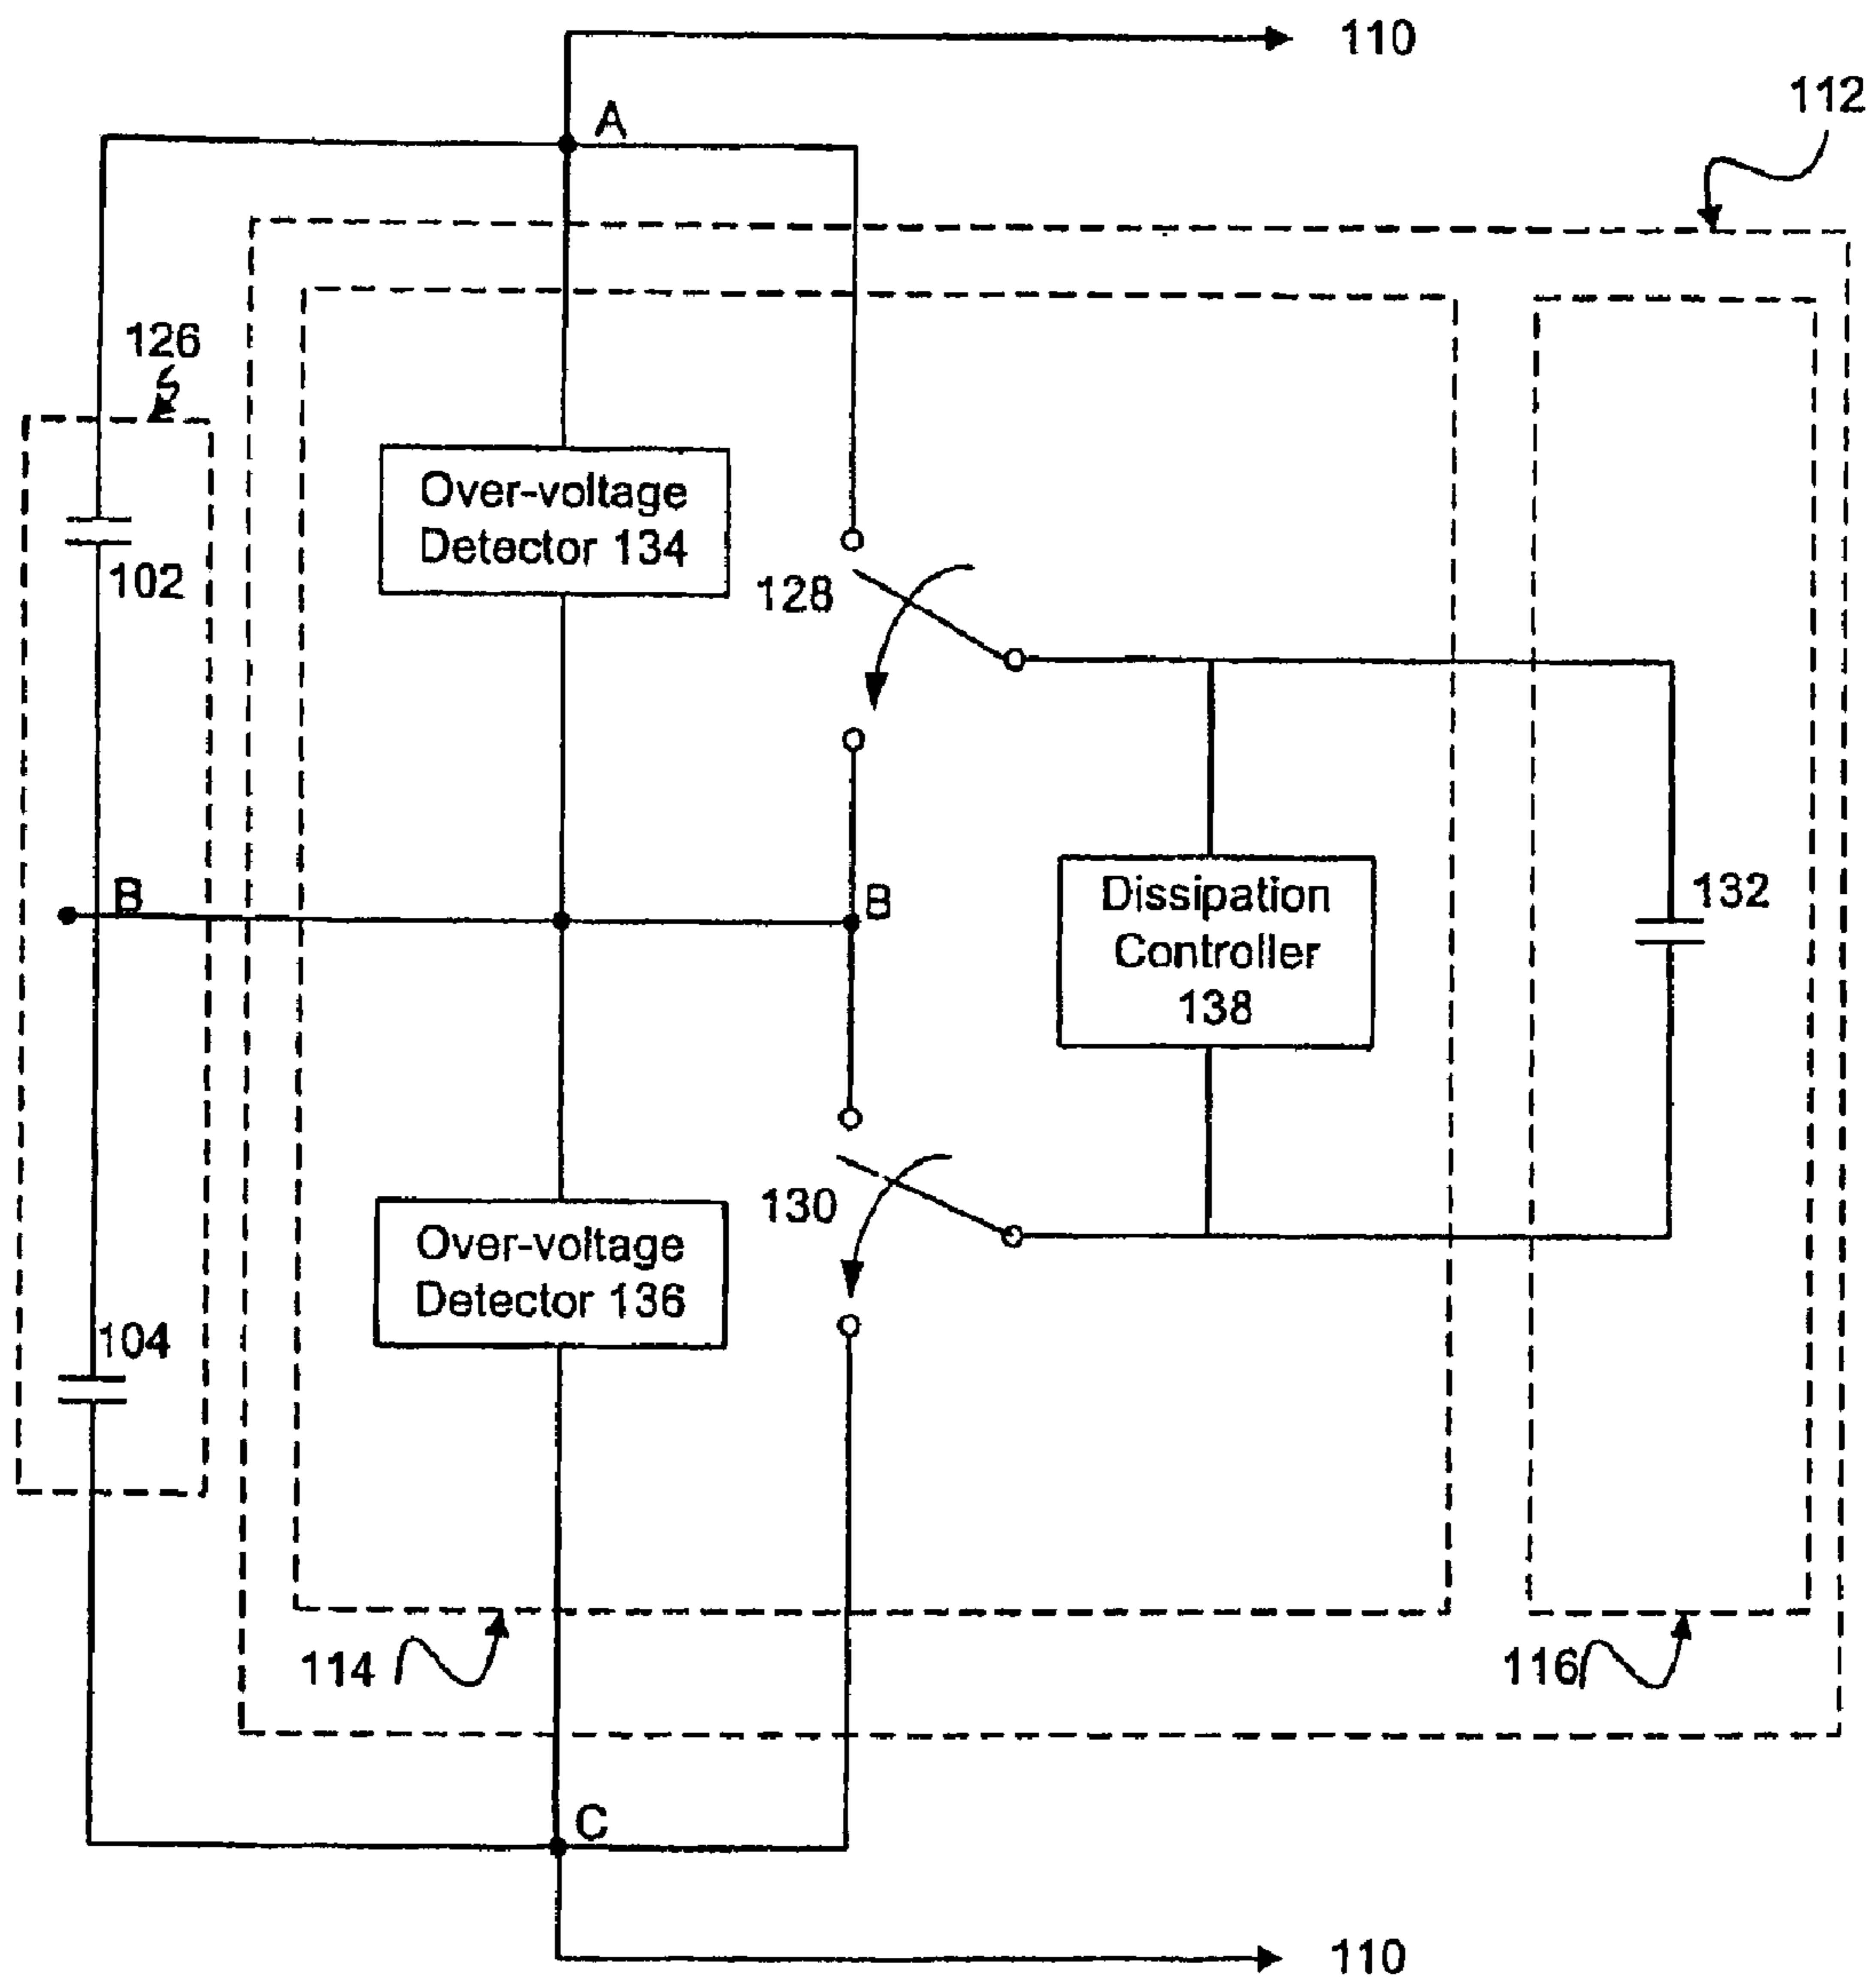 110
112
A
126
Over-voltage
Detector 134
102
128
B
B
Dissipation
Controller
138
132
130
Over-voltage
Detector 136
104
114
116
C
110